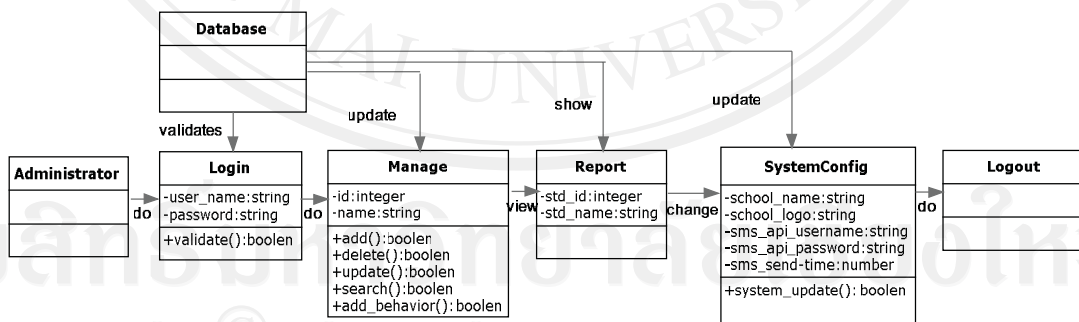 MAI UNIVERS
Database
validates
update
show
update
Administrator
do
Login
-user_name:string
-password:string
+validate():boolen
do
Manage
-id:integer
-name:string
+add():boolen
+delete():boolen
+update():boolen
+search():boolen
+add_behavior():boolen
view
Report
-std_id:integer
-std_name:string
change
SystemConfig
-school_name:string
-school_logo:string
-sms_api_username:string
-sms_api_password:string
-sms_send-time:number
+system_update(): boolen
do
Logout